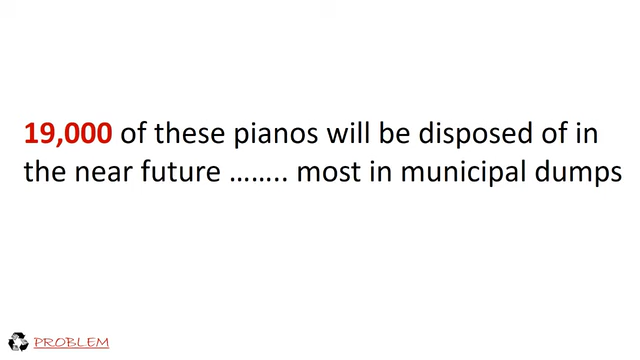 19,000 of these pianos will be disposed of in
the near future …….. most in municipal dumps
PROBLEM